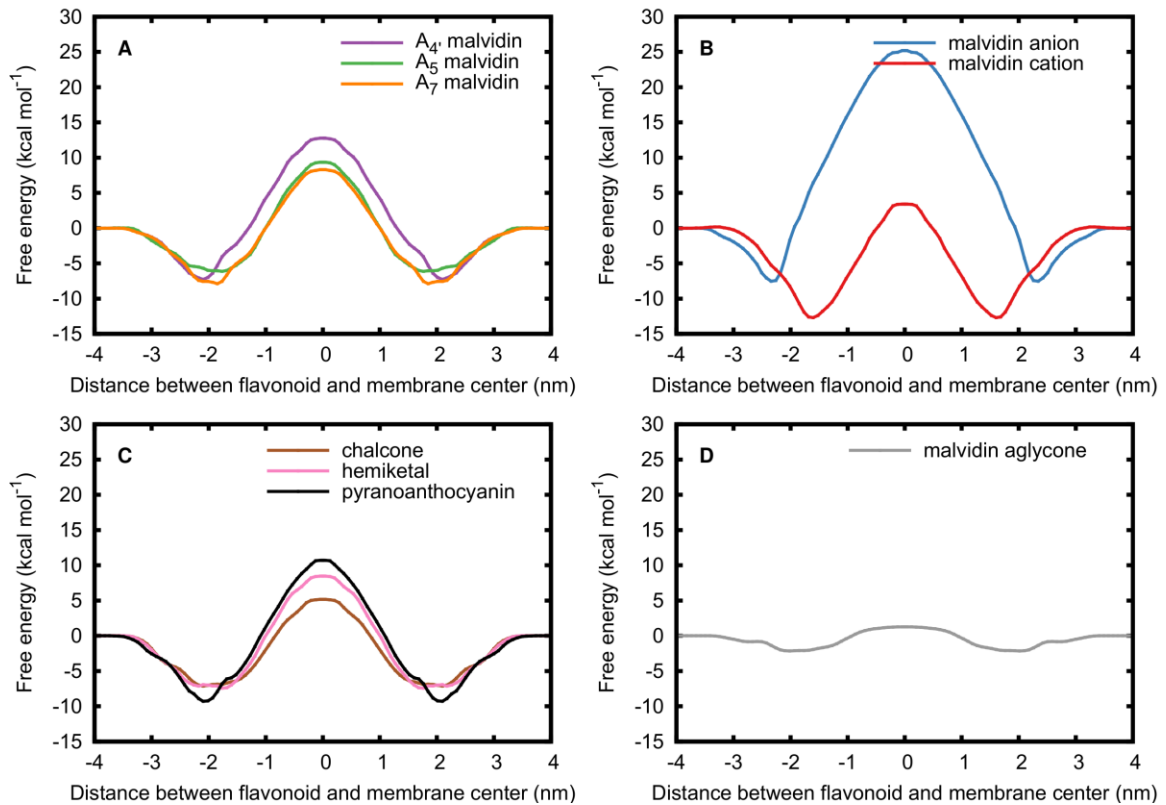 A
A4' malvidin
A5 malvidin
A7 malvidin
30
25
20
15
10
5
0
-5
-10
-15
Free energy (kcal mol-1)
-4 -3 -2 -1 0 1 2 3 4
Distance between flavonoid and membrane center (nm)
B
malvidin anion
malvidin cation
30
25
20
15
10
5
0
-5
-10
-15
Free energy (kcal mol-1)
-4 -3 -2 -1 0 1 2 3 4
Distance between flavonoid and membrane center (nm)
C
chalcone
hemiketal
pyranoanthocyanin
30
25
20
15
10
5
0
-5
-10
-15
Free energy (kcal mol-1)
-4 -3 -2 -1 0 1 2 3 4
Distance between flavonoid and membrane center (nm)
D
malvidin aglycone
30
25
20
15
10
5
0
-5
-10
-15
Free energy (kcal mol-1)
-4 -3 -2 -1 0 1 2 3 4
Distance between flavonoid and membrane center (nm)